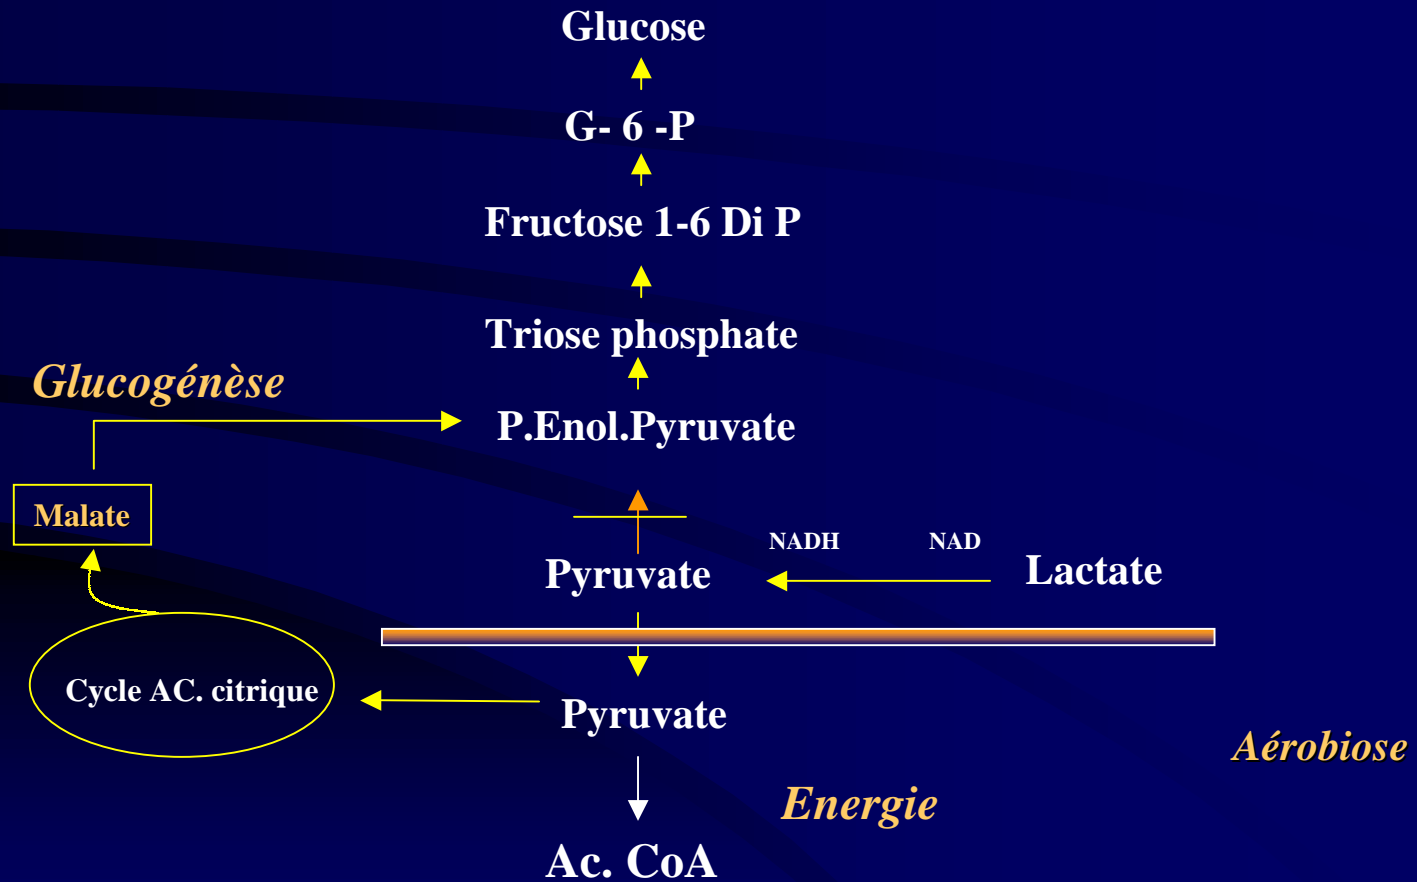 Glucose
G- 6 -P
Fructose 1-6 Di P
Triose phosphate
Glucogénèse
P.Enol.Pyruvate
Malate
NADH NAD
Pyruvate Lactate
Cycle AC. citrique
Pyruvate
Aérobiose
Energie
Ac. CoA